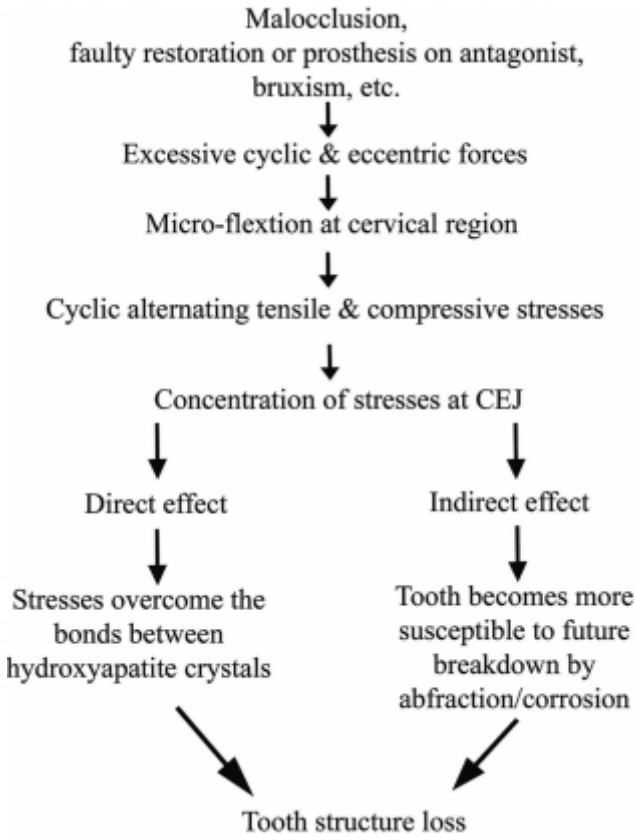 Malocclusion,
faulty restoration or prosthesis on antagonist,
bruxism, etc.
Excessive cyclic & eccentric forces
Micro-flextion at cervical region
Cyclic alternating tensile & compressive stresses
Concentration of stresses at CEJ
Direct effect
Indirect effect
Stresses overcome the
bonds between
hydroxyapatite crystals
Tooth becomes more
susceptible to future
breakdown by
abfraction/corrosion
Tooth structure loss